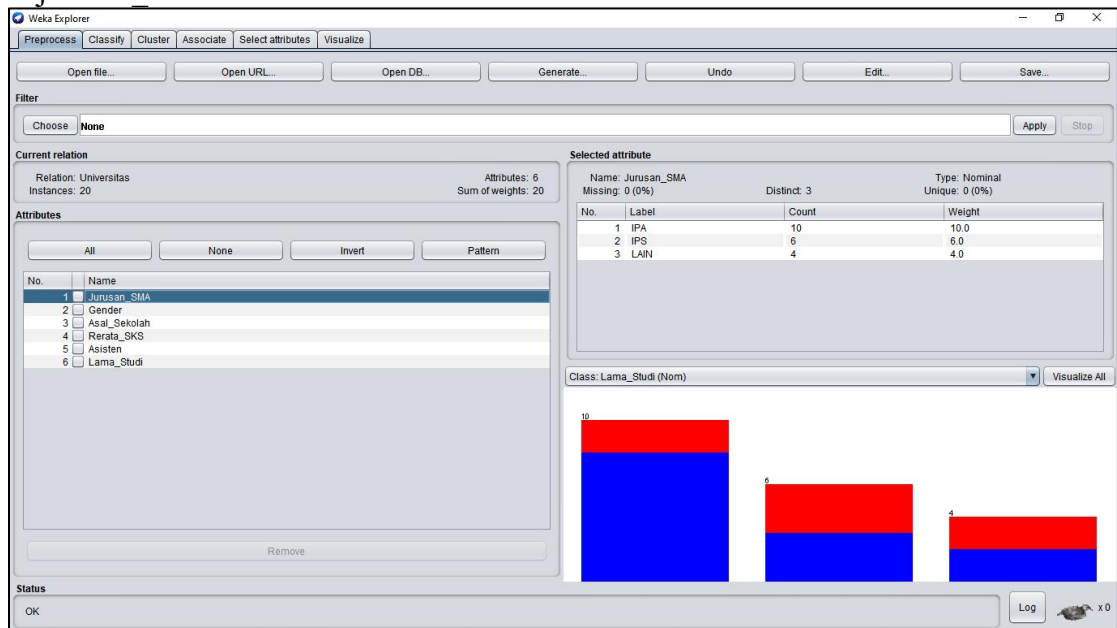 Weka Explorer
Preprocess Classify Cluster Associate Select attributes Visualize
Open file... Open URL... Open DB... Generate... Undo Edit... Save...
Filter
Choose None Apply Stop
Current relation
Relation: Universitas Attributes: 6
Instances: 20 Sum of weights: 20
Attributes
All None Invert Pattern
No. Name
1 Jurusan_SMA
2 Gender
3 Asal_Sekolah
4 Rerata_SKS
5 Asisten
6 Lama_Studi
Remove
Selected attribute
Name: Jurusan_SMA Type: Nominal
Missing: 0 (0%) Distinct: 3 Unique: 0 (0%)
No. Label Count Weight
1 IPA 10 10.0
2 IPS 6 6.0
3 LAIN 4 4.0
Class: Lama_Studi (Nom) Visualize All
10
6
4
Status
OK Log x 0